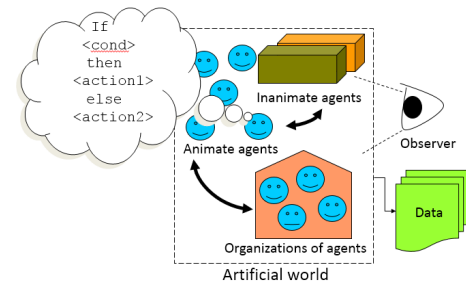 If
<cond>
then
<action1>
else
<action2>
Inanimate agents
Animate agents
Observer
Data
Organizations of agents
Artificial world